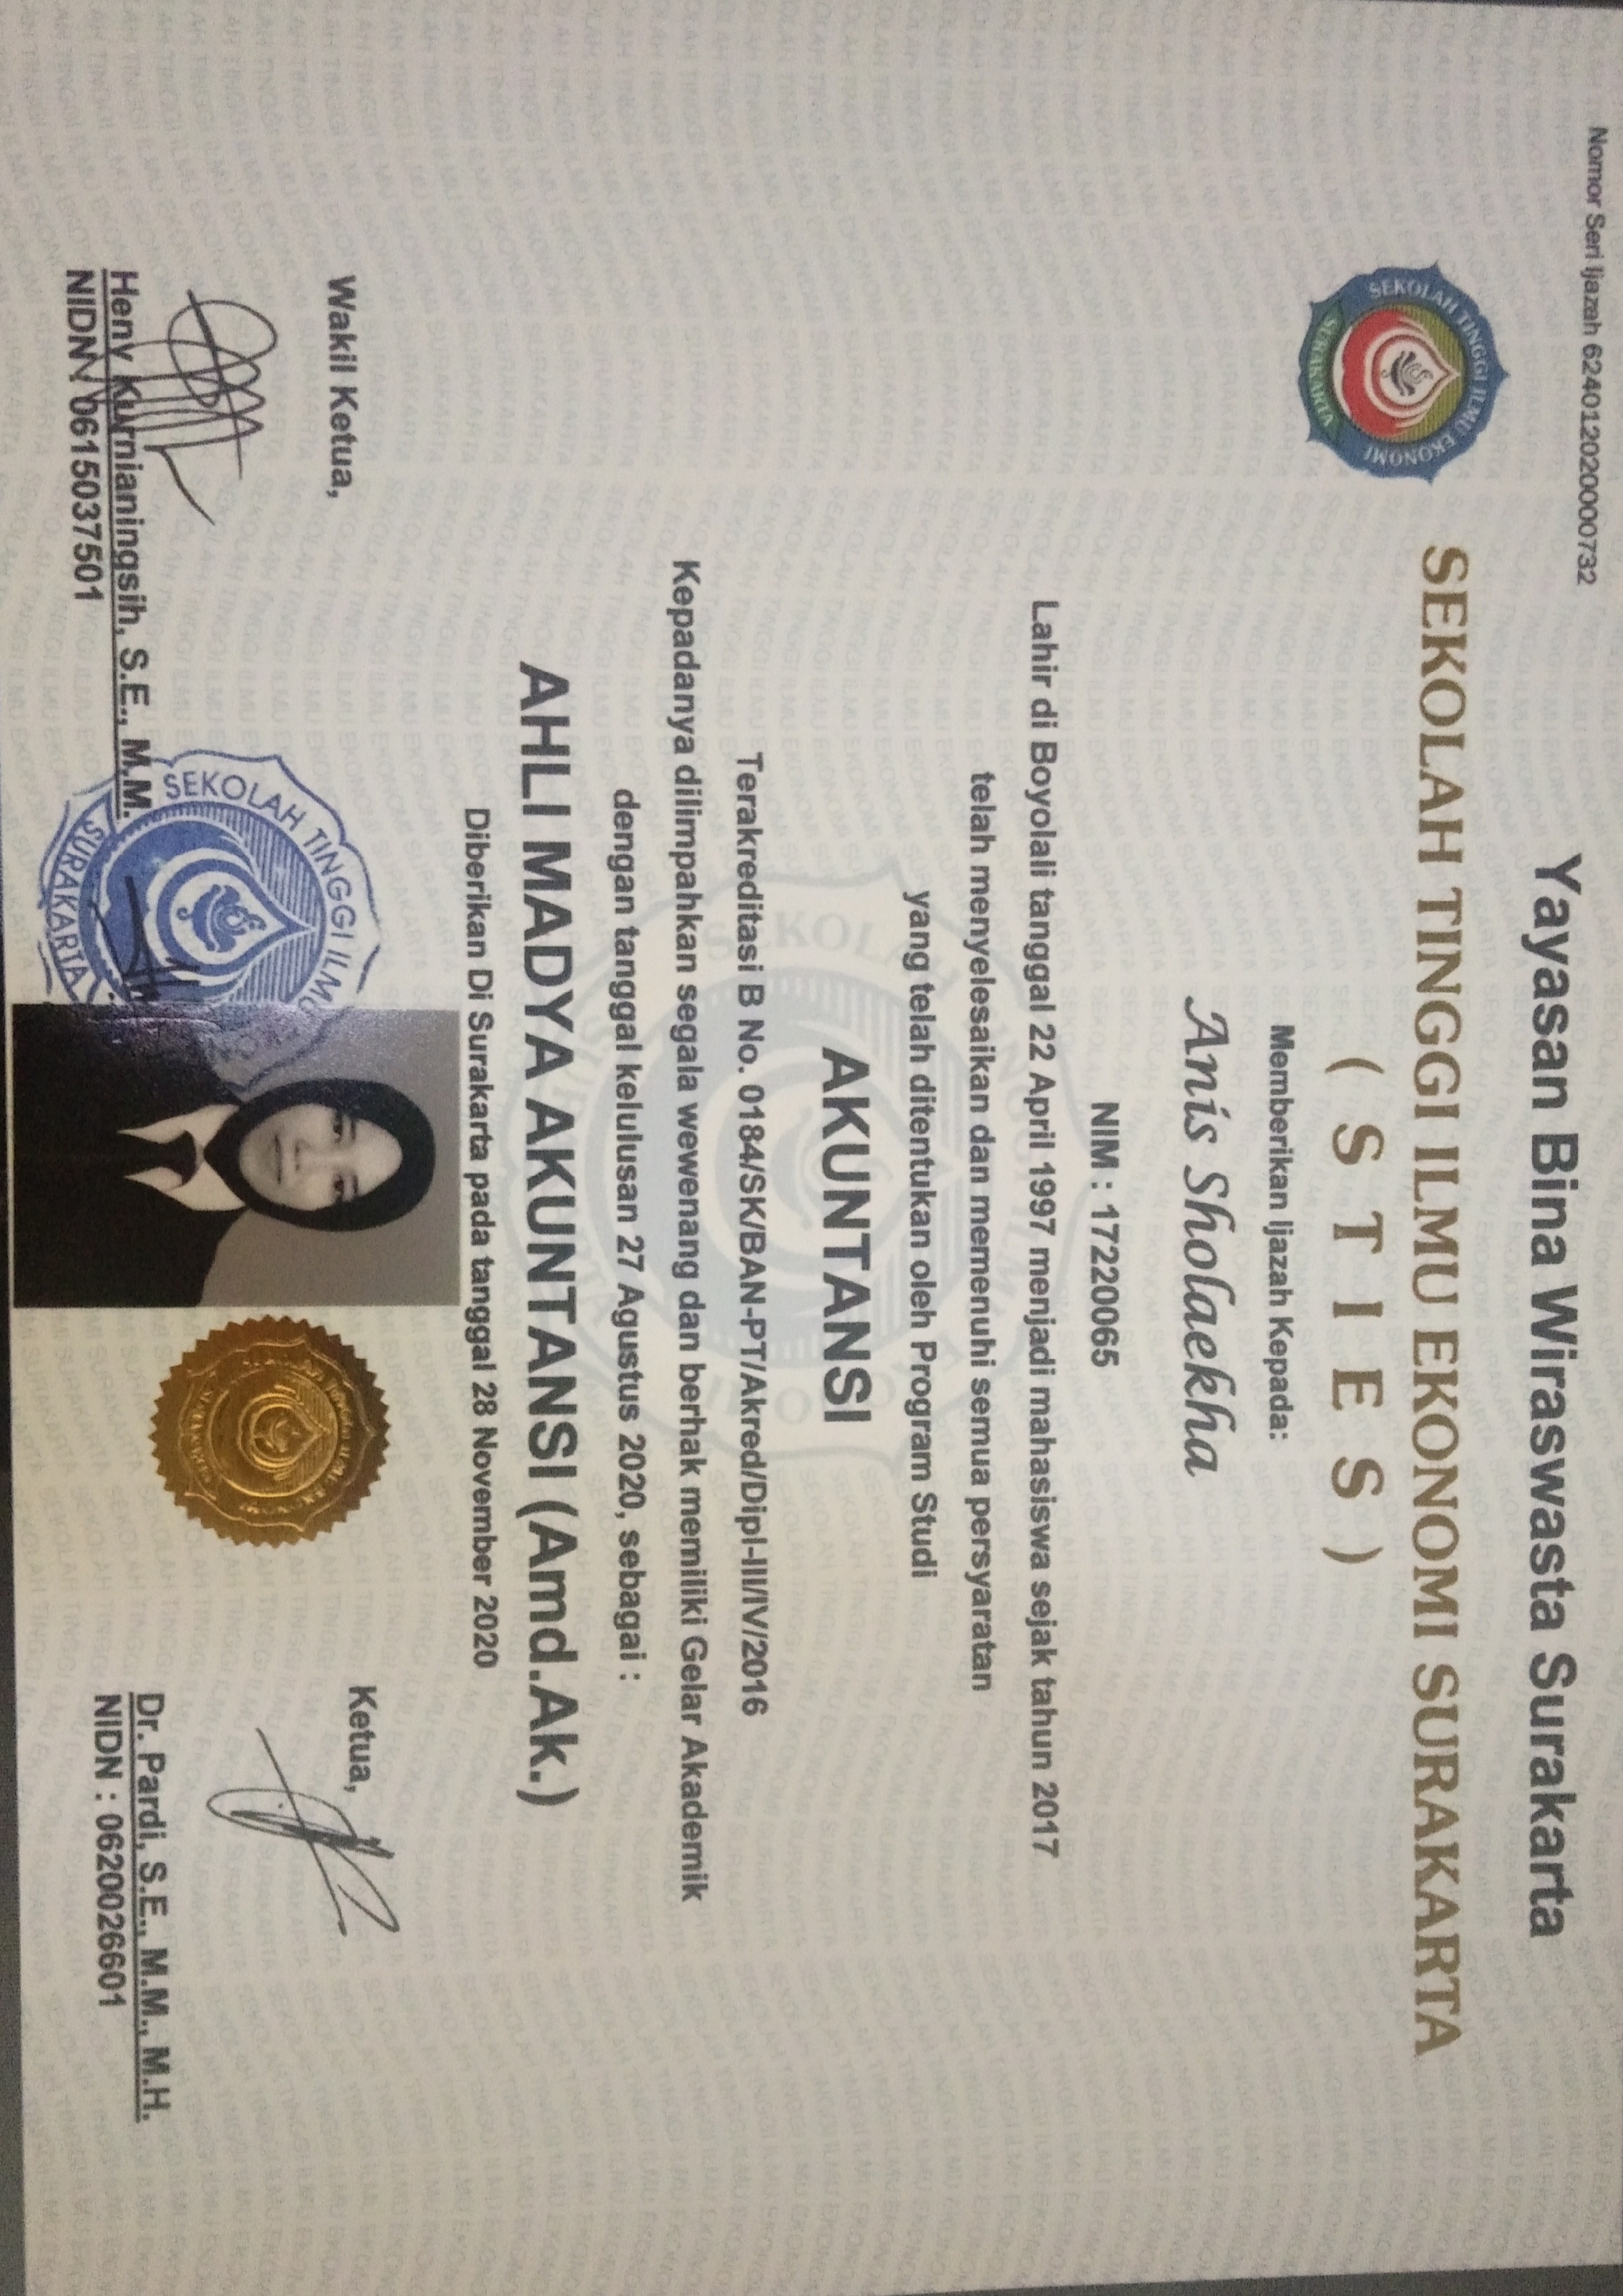 Nomor Seri Ijazah 624012020000732
Yayasan Bina Wiraswasta Surakarta
SEKOLAH TINGGI ILMU EKONOMI SURAKARTA
( S T I E S )
SEKOLAH TINGGI ILMU EKONOMI
SURAKARTA
Memberikan Ijazah Kepada:
Anis Sholaekha
NIM : 17220065
Lahir di Boyolali tanggal 22 April 1997 menjadi mahasiswa sejak tahun 2017
telah menyelesaikan dan memenuhi semua persyaratan
yang telah ditentukan oleh Program Studi
AKUNTANSI
Terakreditasi B No. 0184/SK/BAN-PT/Akred/Dipl-III/IV/2016
Kepadanya dilimpahkan segala wewenang dan berhak memiliki Gelar Akademik
dengan tanggal kelulusan 27 Agustus 2020, sebagai :
AHLI MADYA AKUNTANSI (Amd.Ak.)
Diberikan Di Surakarta pada tanggal 28 November 2020
Wakil Ketua,
Heny Kurnianingsih, S.E., M.M.
NIDN 0615037501
SEKOLAH TINGGI ILMU
SURAKARTA
Ketua,
Dr. Pardi, S.E., M.M., M.H.
NIDN : 0620026601